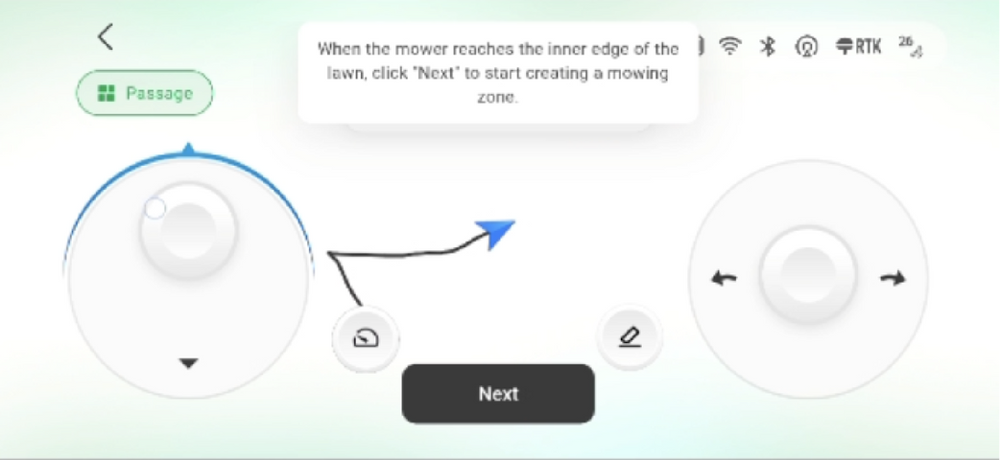 When the mower reaches the inner edge of the
lawn, click "Next" to start creating a mowing
zone.
RTK
26
Passage
Next